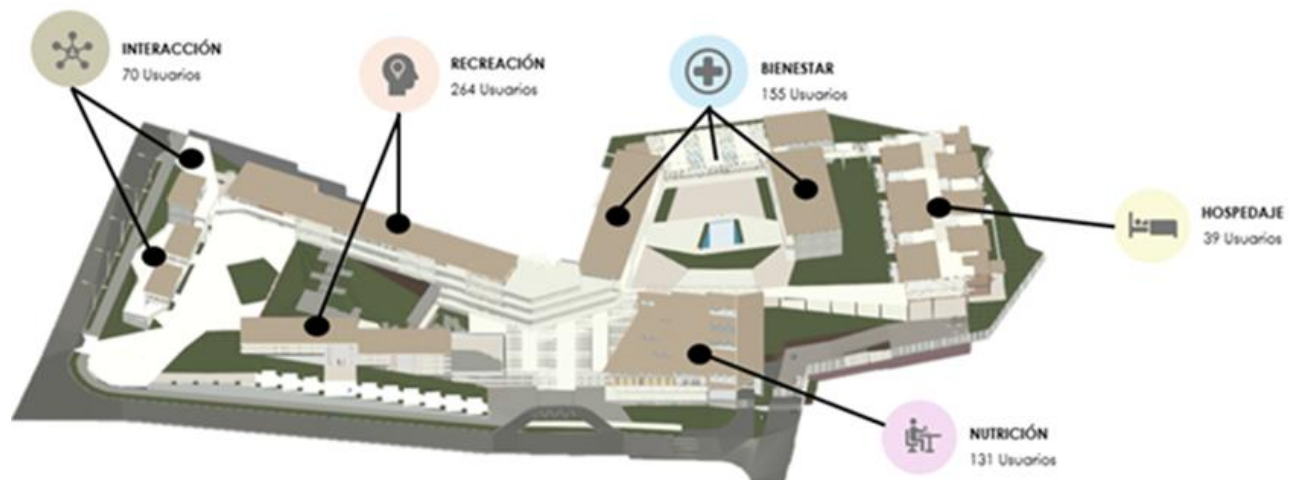 INTERACCIÓN
70 Usuarios
RECREACIÓN
264 Usuarios
BIENESTAR
155 Usuarios
HOSPEDAJE
39 Usuarios
NUTRICIÓN
131 Usuarios